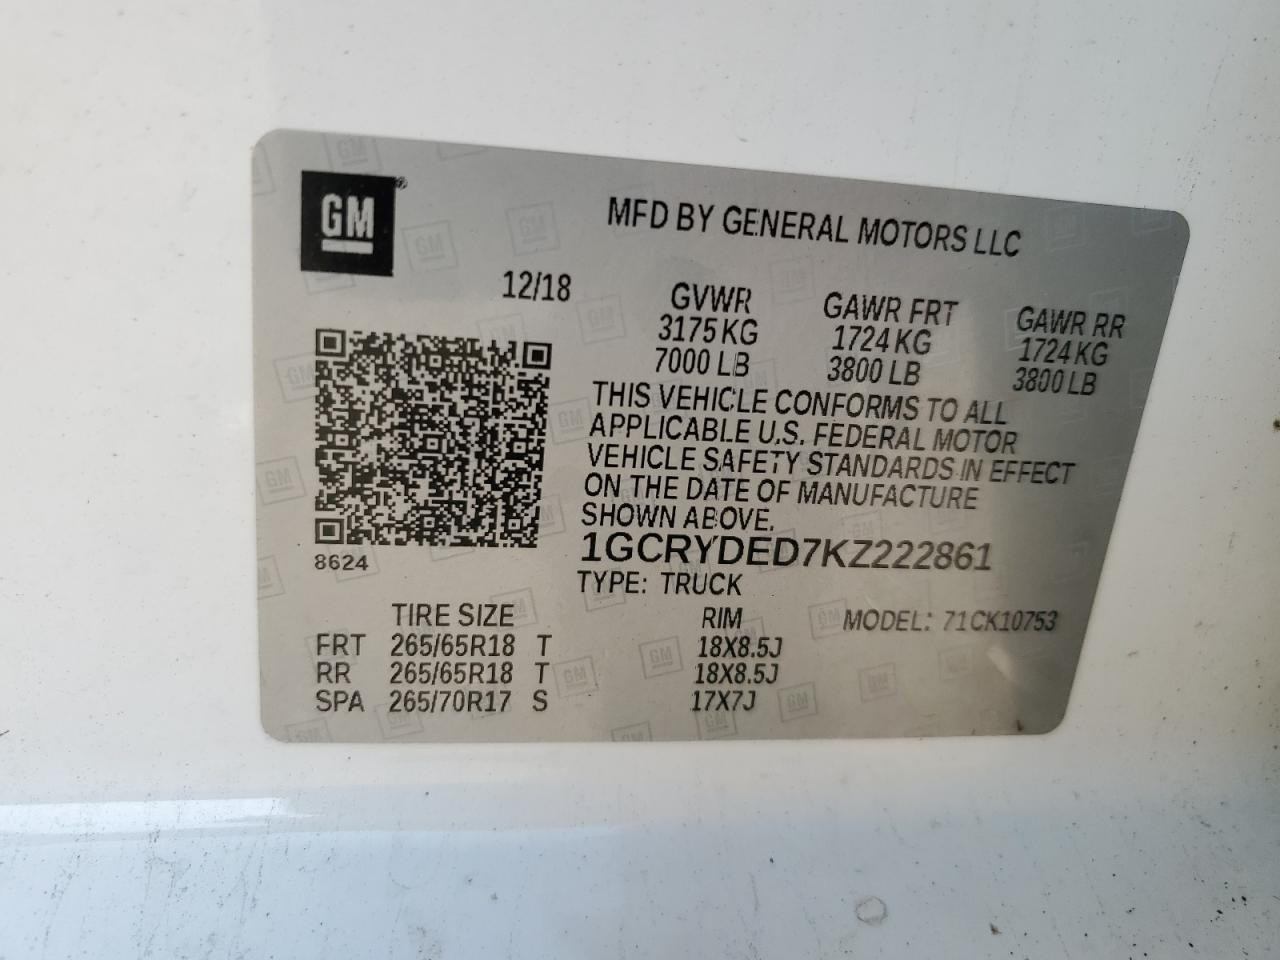 GM®
MFD BY GENERAL MOTORS LLC
12/18
GVWR GAWR FRT GAWR RR
3175 KG 1724 KG 1724 KG
7000 LB 3800 LB 3800 LB
THIS VEHICLE CONFORMS TO ALL
APPLICABLE U.S. FEDERAL MOTOR
VEHICLE SAFETY STANDARDS IN EFFECT
ON THE DATE OF MANUFACTURE
SHOWN ABOVE.
1GCRYDED7KZ222861
8624
TYPE: TRUCK
TIRE SIZE RIM MODEL: 71CK10753
FRT 265/65R18 T 18X8.5J
RR 265/65R18 T 18X8.5J
SPA 265/70R17 S 17X7J